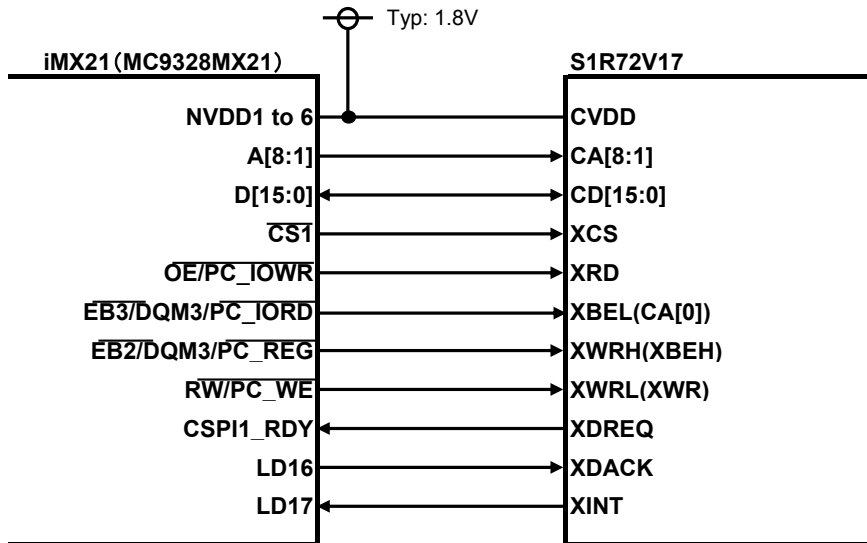 Typ: 1.8V
iMX21（MC9328MX21） S1R72V17
NVDD1 to 6 CVDD
A[8:1] CA[8:1]
D[15:0] CD[15:0]
CS1 XCS
OE/PC_IOWR XRD
EB3/DQM3/PC_IORD XBEL(CA[0])
EB2/DQM3/PC_REG XWRH(XBEH)
RW/PC_WE XWRL(XWR)
CSPI1_RDY XDREQ
LD16 XDACK
LD17 XINT